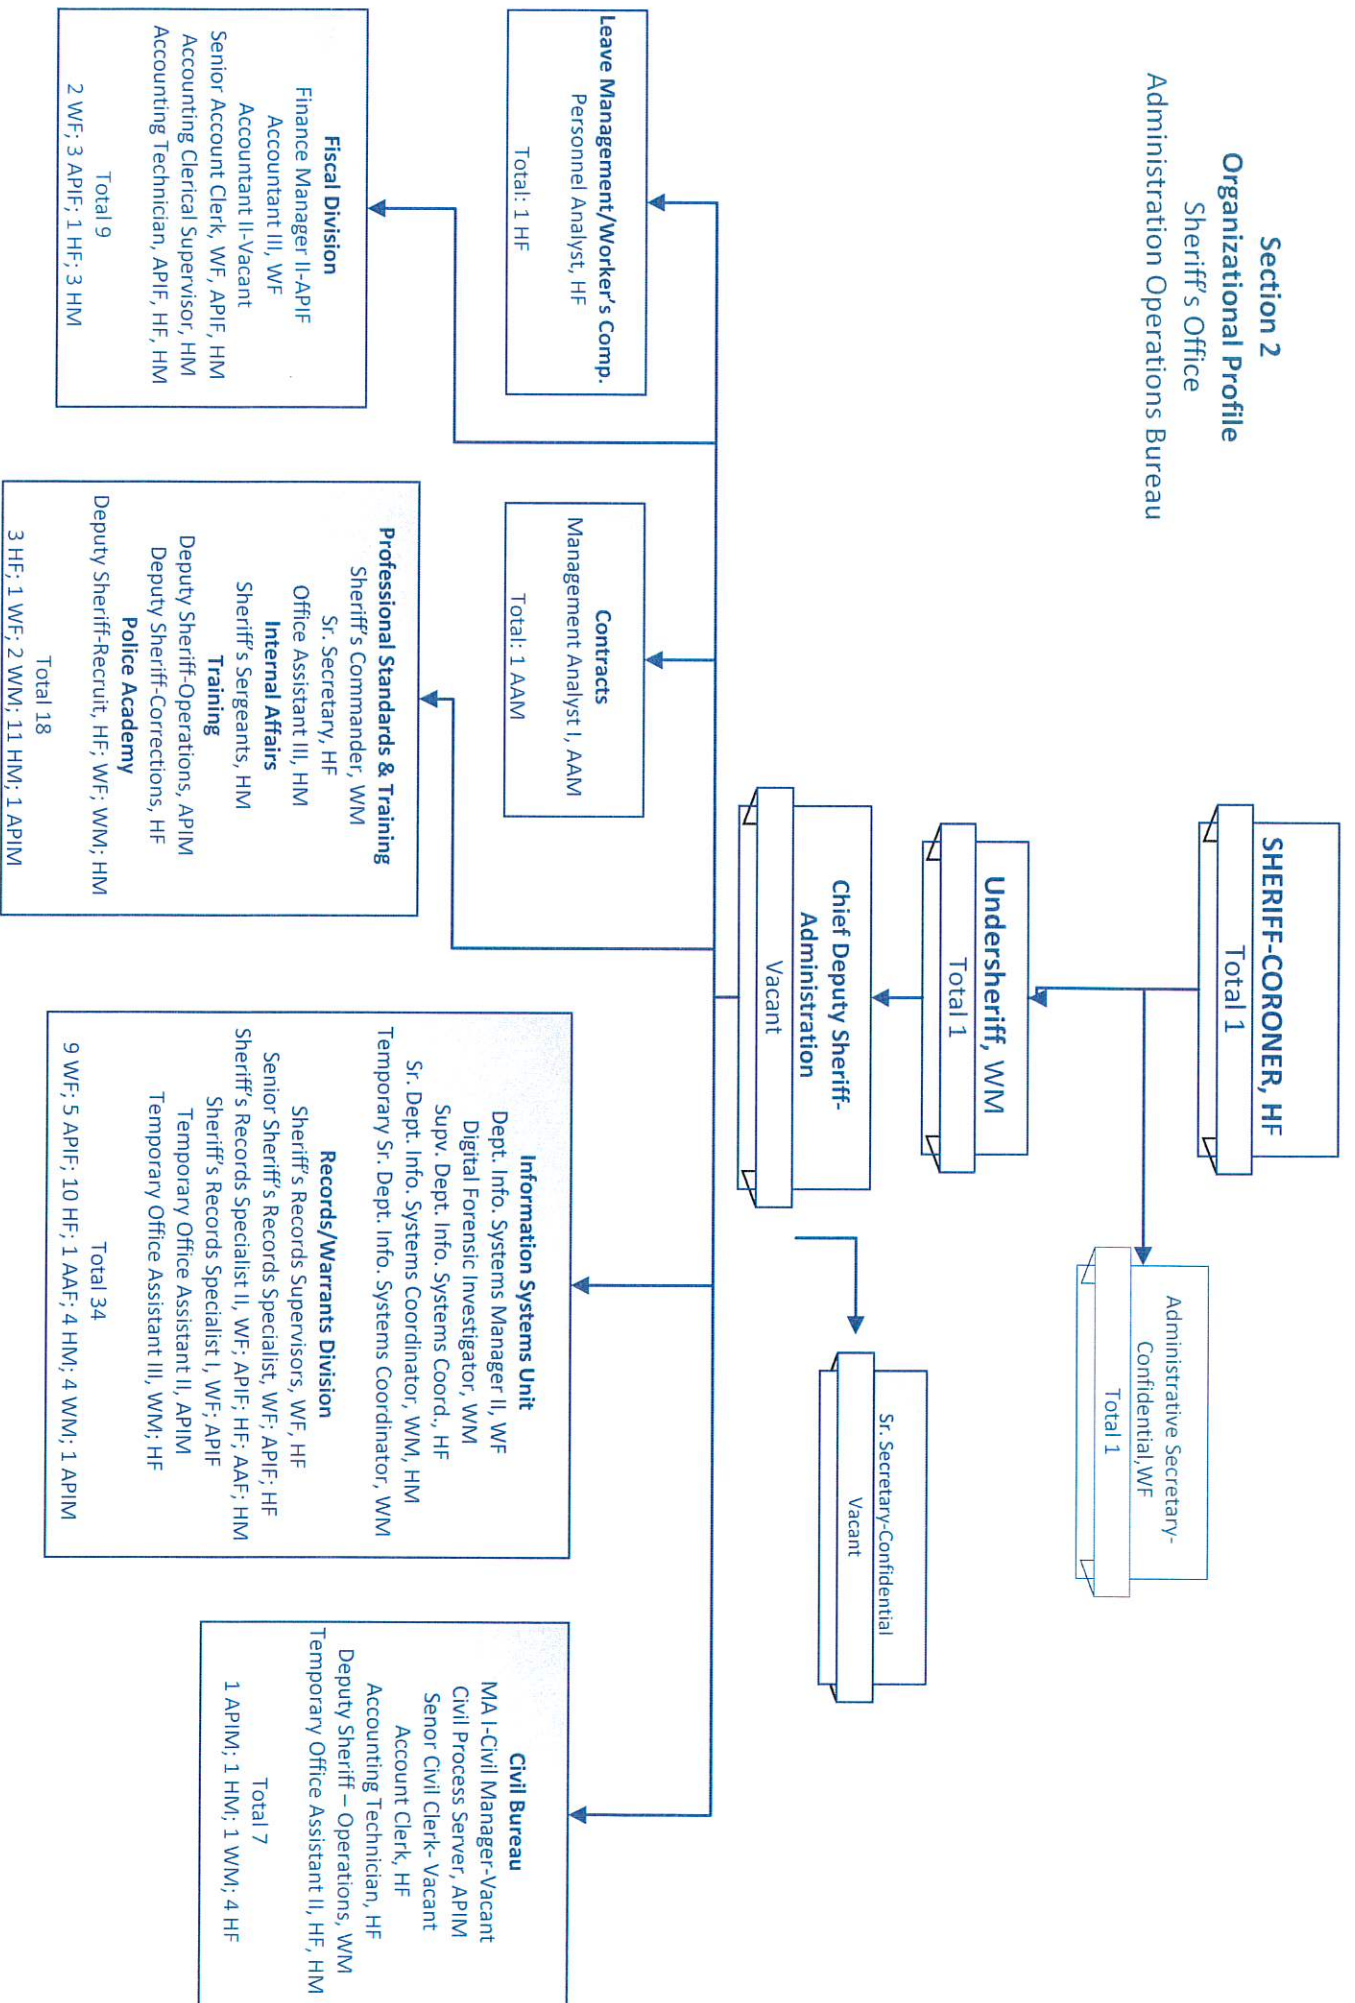 Section 2
Organizational Profile
Sheriff's Office
Administration Operations Bureau
SHERIFF-CORONER, HF
Total 1
Administrative Secretary-
Confidential,WF
Total 1
Undersheriff, WM
Total 1
Chief Deputy Sheriff-
Administration
Vacant
Sr. Secretary-Confidential
Vacant
Leave Management/Worker's Comp.
Personnel Analyst, HF
Total: 1 HF
Contracts
Management Analyst I, AAM
Total: 1 AAM
Fiscal Division
Finance Manager II-APIF
Accountant III, WF
Accountant II-Vacant
Senior Account Clerk, WF, APIF, HM
Accounting Clerical Supervisor, HM
Accounting Technician, APIF, HF, HM
Total 9
2 WF; 3 APIF; 1 HF; 3 HM
Professional Standards & Training
Sheriff's Commander, WM
Sr. Secretary, HF
Office Assistant III, HM
Internal Affairs
Sheriff's Sergeants, HM
Training
Deputy Sheriff-Operations, APIM
Deputy Sheriff-Corrections, HF
Police Academy
Deputy Sheriff-Recruit, HF; WF; WM; HM
Total 18
3 HF; 1 WF; 2 WM; 11 HM; 1 APIM
Information Systems Unit
Dept. Info. Systems Manager II, WF
Digital Forensic Investigator, WM
Supv. Dept. Info. Systems Coord., HF
Sr. Dept. Info. Systems Coordinator, WM, HM
Temporary Sr. Dept. Info. Systems Coordinator, WM
Records/Warrants Division
Sheriff's Records Supervisors, WF, HF
Senior Sheriff's Records Specialist, WF; APIF; HF
Sheriff's Records Specialist II, WF; APIF; HF; AAF; HM
Sheriff's Records Specialist I, WF; APIF
Temporary Office Assistant II, APIM
Temporary Office Assistant III, WM; HF
Total 34
9 WF; 5 APIF; 10 HF; 1 AAF; 4 HM; 4 WM; 1 APIM
Civil Bureau
MA I-Civil Manager-Vacant
Civil Process Server, APIM
Senor Civil Clerk- Vacant
Account Clerk, HF
Accounting Technician, HF
Deputy Sheriff – Operations, WM
Temporary Office Assistant II, HF, HM
Total 7
1 APIM; 1 HM; 1 WM; 4 HF